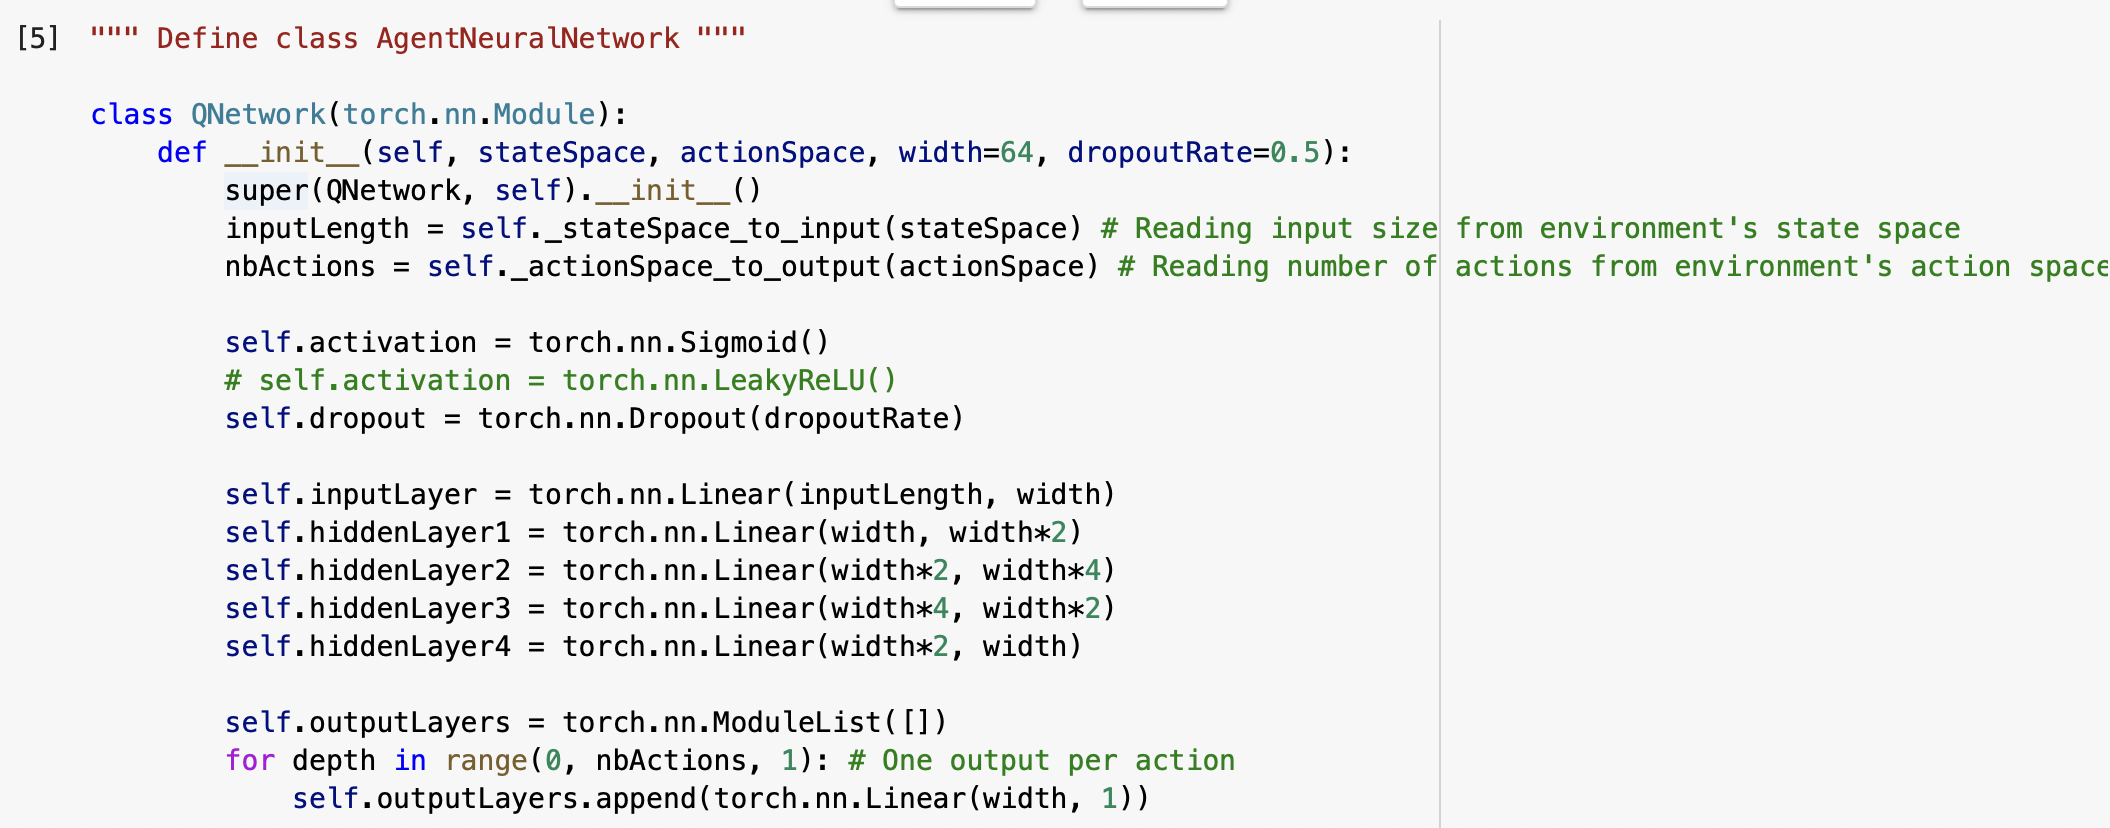 [5] """ Define class AgentNeuralNetwork """
class QNetwork(torch.nn.Module):
def __init__(self, stateSpace, actionSpace, width=64, dropoutRate=0.5):
super(QNetwork, self).__init__()
inputLength = self._stateSpace_to_input(stateSpace) # Reading input size from environment's state space
nbActions = self._actionSpace_to_output(actionSpace) # Reading number of actions from environment's action space
self.activation = torch.nn.Sigmoid()
# self.activation = torch.nn.LeakyReLU()
self.dropout = torch.nn.Dropout(dropoutRate)
self.inputLayer = torch.nn.Linear(inputLength, width)
self.hiddenLayer1 = torch.nn.Linear(width, width*2)
self.hiddenLayer2 = torch.nn.Linear(width*2, width*4)
self.hiddenLayer3 = torch.nn.Linear(width*4, width*2)
self.hiddenLayer4 = torch.nn.Linear(width*2, width)
self.outputLayers = torch.nn.ModuleList([])
for depth in range(0, nbActions, 1): # One output per action
self.outputLayers.append(torch.nn.Linear(width, 1))